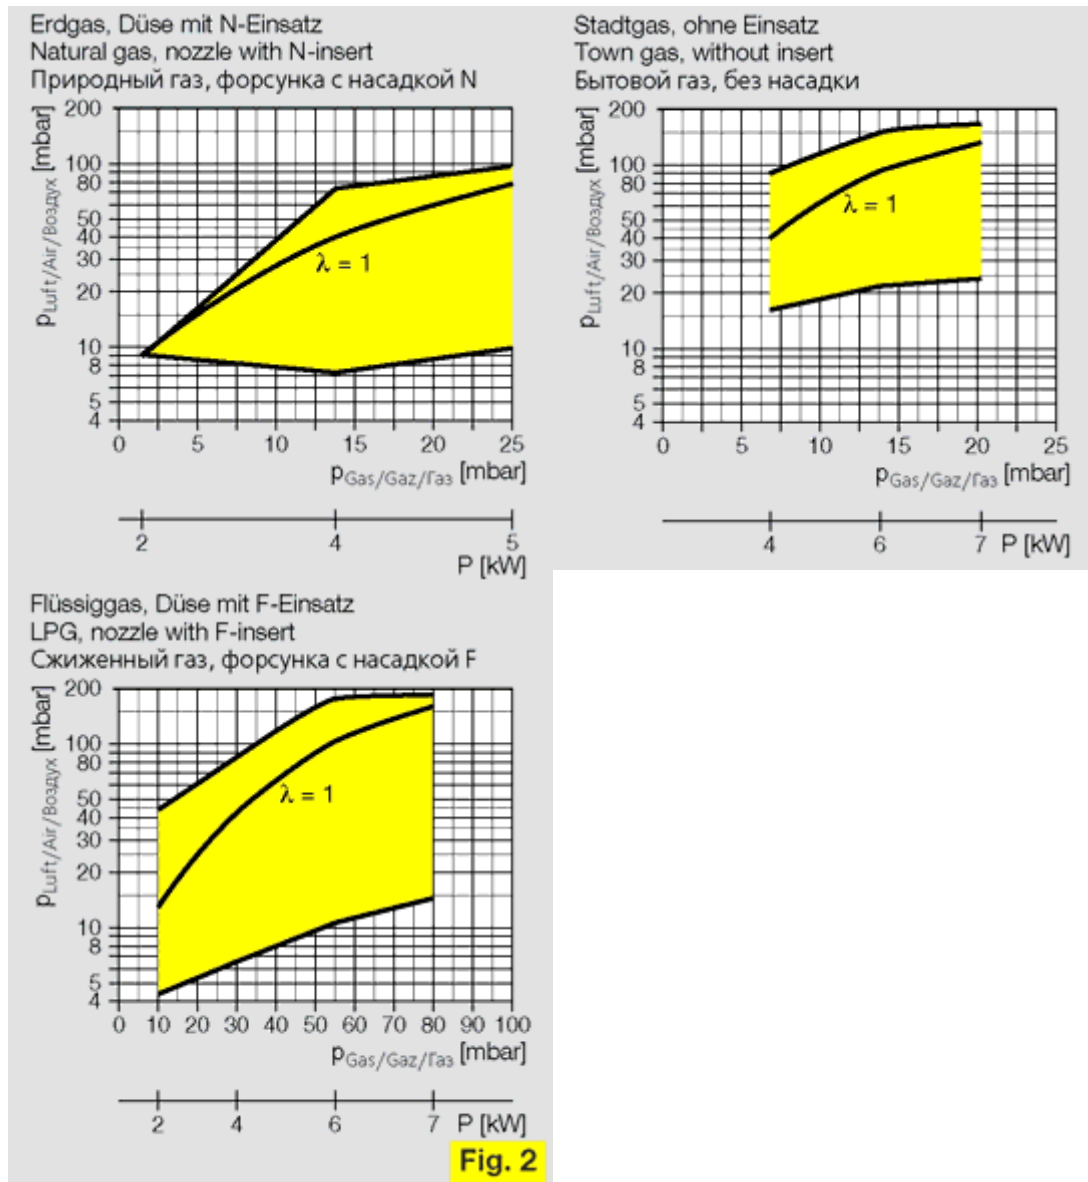 Erdgas, Düse mit N-Einsatz
Natural gas, nozzle with N-insert
Природный газ, форсунка с насадкой N
pLuft/Air/Воздух [mbar]
200
100
80
50
40
30
20
10
8
5
4
λ = 1
0 5 10 15 20 25
pGas/Gaz/Газ [mbar]
2 4 5
P [kW]
Stadtgas, ohne Einsatz
Town gas, without insert
Бытовой газ, без насадки
pLuft/Air/Воздух [mbar]
200
100
80
50
40
30
20
10
8
5
4
λ = 1
0 5 10 15 20 25
pGas/Gaz/Газ [mbar]
4 6 7 P [kW]
Flüssiggas, Düse mit F-Einsatz
LPG, nozzle with F-insert
Сжиженный газ, форсунка с насадкой F
pLuft/Air/Воздух [mbar]
200
100
80
50
40
30
20
10
8
5
4
λ = 1
0 10 20 30 40 50 60 70 80 90 100
pGas/Gaz/Газ [mbar]
2 4 6 7 P [kW]
Fig. 2